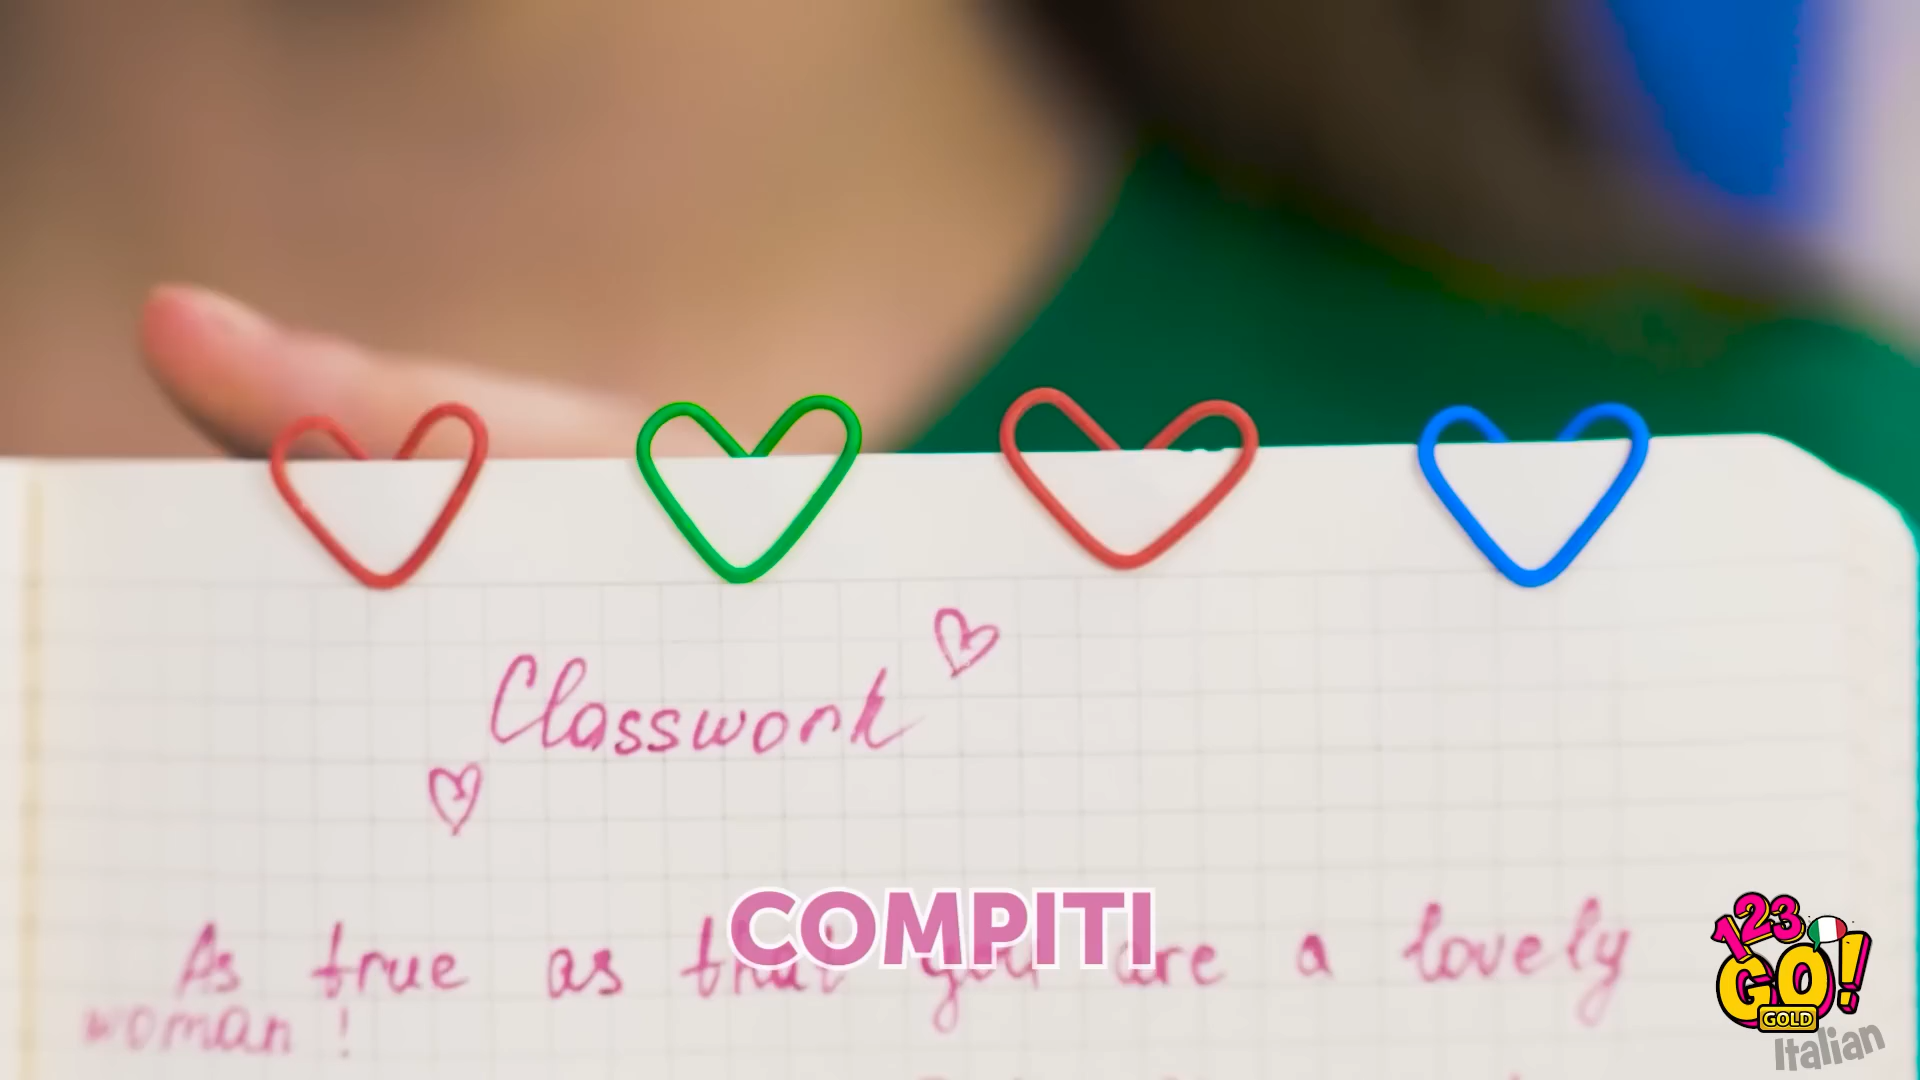 Classwork
As true as that you are a lovely
woman!
COMPITI
123
GO!
GOLD
Italian